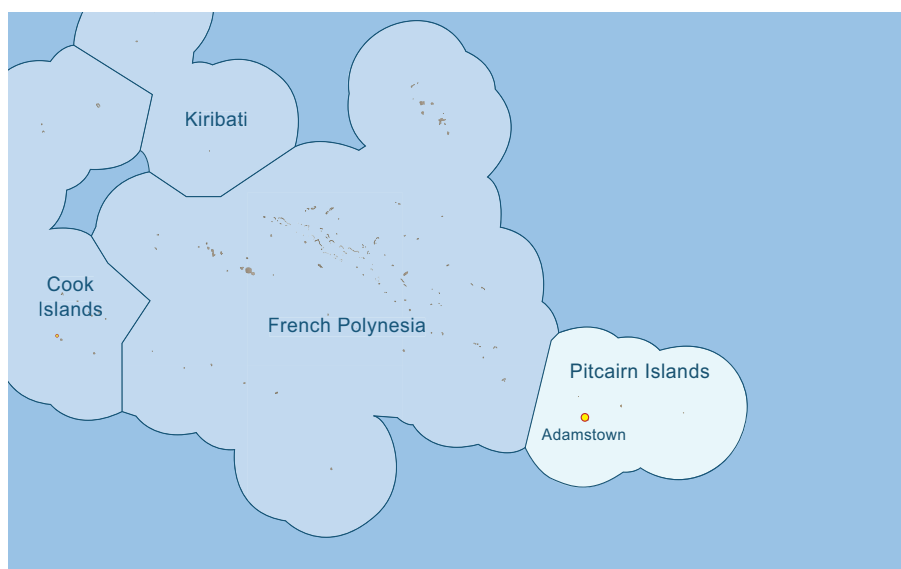 Kiribati
Cook
Islands
French Polynesia
Pitcairn Islands
Adamstown